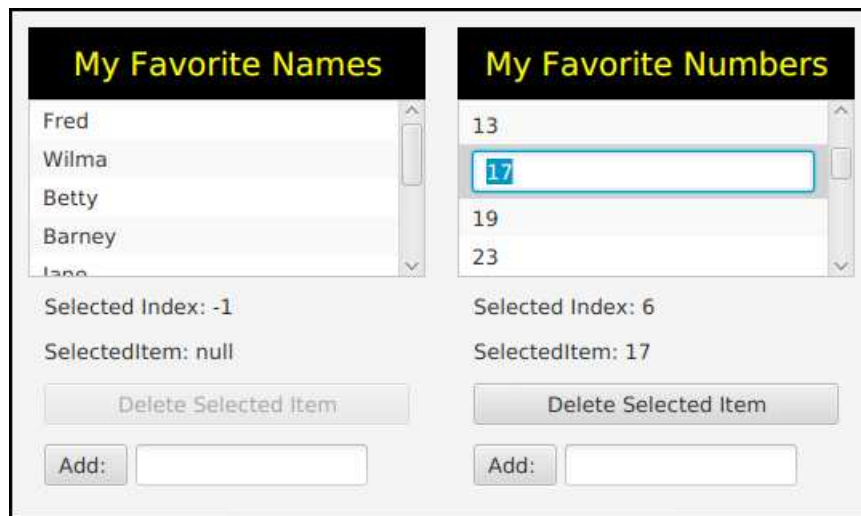 My Favorite Names
Fred
Wilma
Betty
Barney
Selected Index: -1
SelectedItem: null
Delete Selected Item
Add:
My Favorite Numbers
13
17
19
23
Selected Index: 6
SelectedItem: 17
Delete Selected Item
Add: